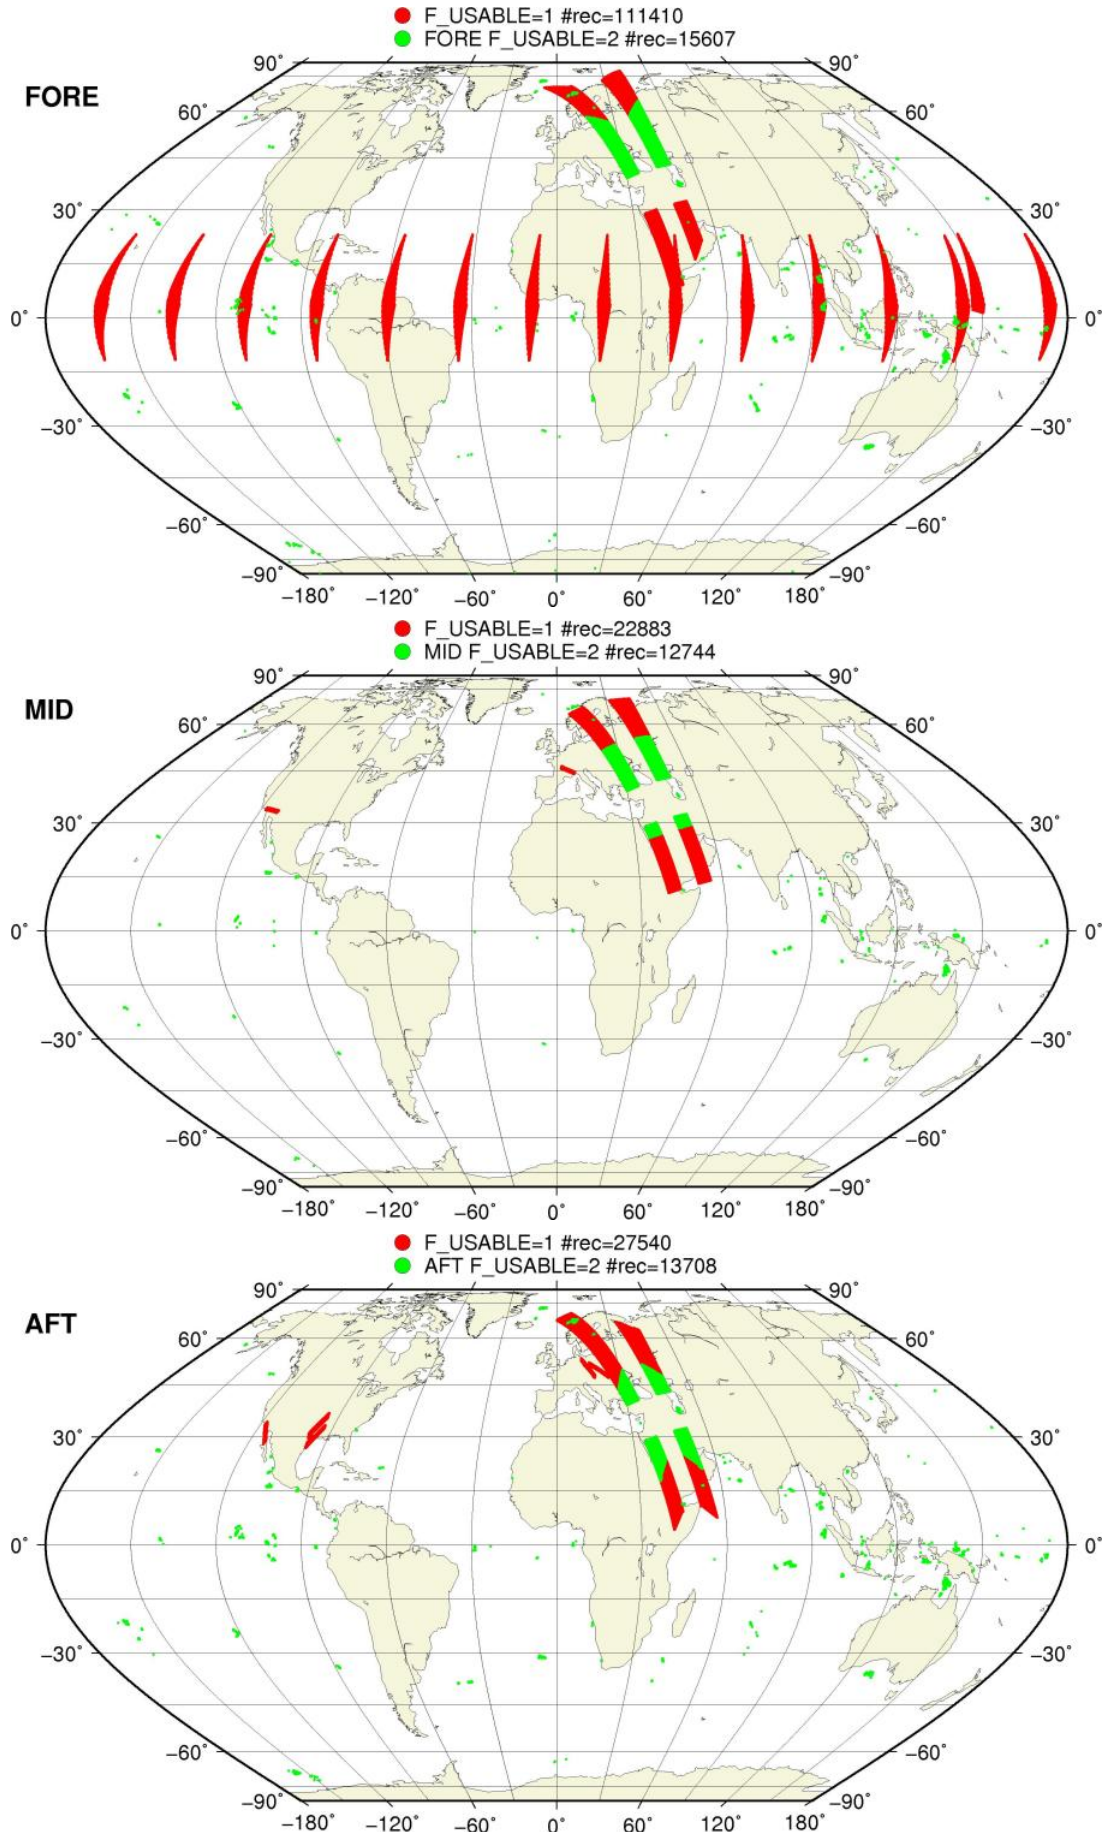 F_USABLE=1 #rec=111410
FORE F_USABLE=2 #rec=15607
FORE
90° 90°
60° 60°
30° 30°
0° 0°
−30° −30°
−60° −60°
−90° −90°
−180° −120° −60° 0° 60° 120° 180°
F_USABLE=1 #rec=22883
MID F_USABLE=2 #rec=12744
MID
90° 90°
60° 60°
30° 30°
0° 0°
−30° −30°
−60° −60°
−90° −90°
−180° −120° −60° 0° 60° 120° 180°
F_USABLE=1 #rec=27540
AFT F_USABLE=2 #rec=13708
AFT
90° 90°
60° 60°
30° 30°
0° 0°
−30° −30°
−60° −60°
−90° −90°
−180° −120° −60° 0° 60° 120° 180°